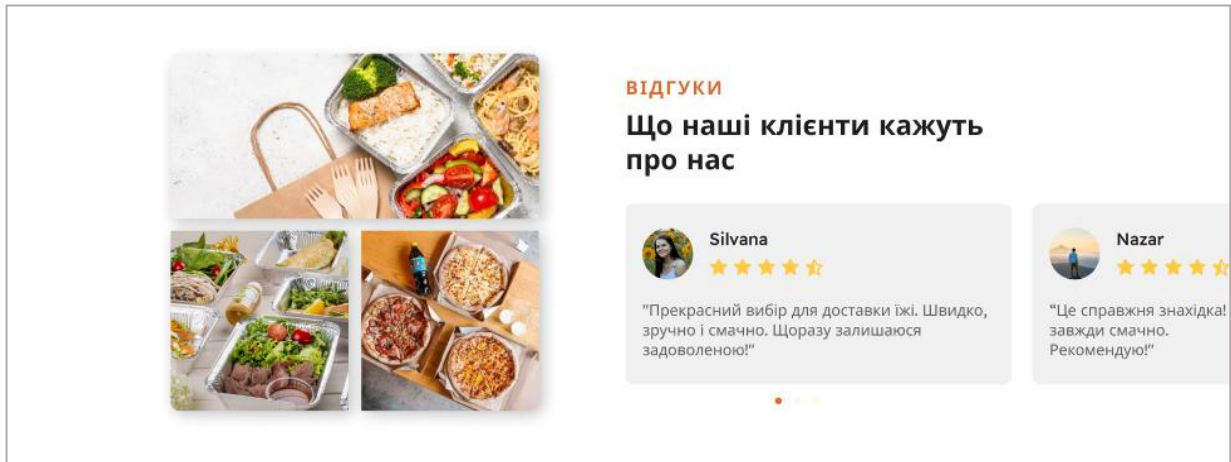 ВІДГУКИ
Що наші клієнти кажуть
про нас
Silvana
"Прекрасний вибір для доставки їжі. Швидко,
зручно і смачно. Щоразу залишаюся
задоволеною!"
Nazar
"Це справжня знахідка!
завжди смачно.
Рекомендую!"